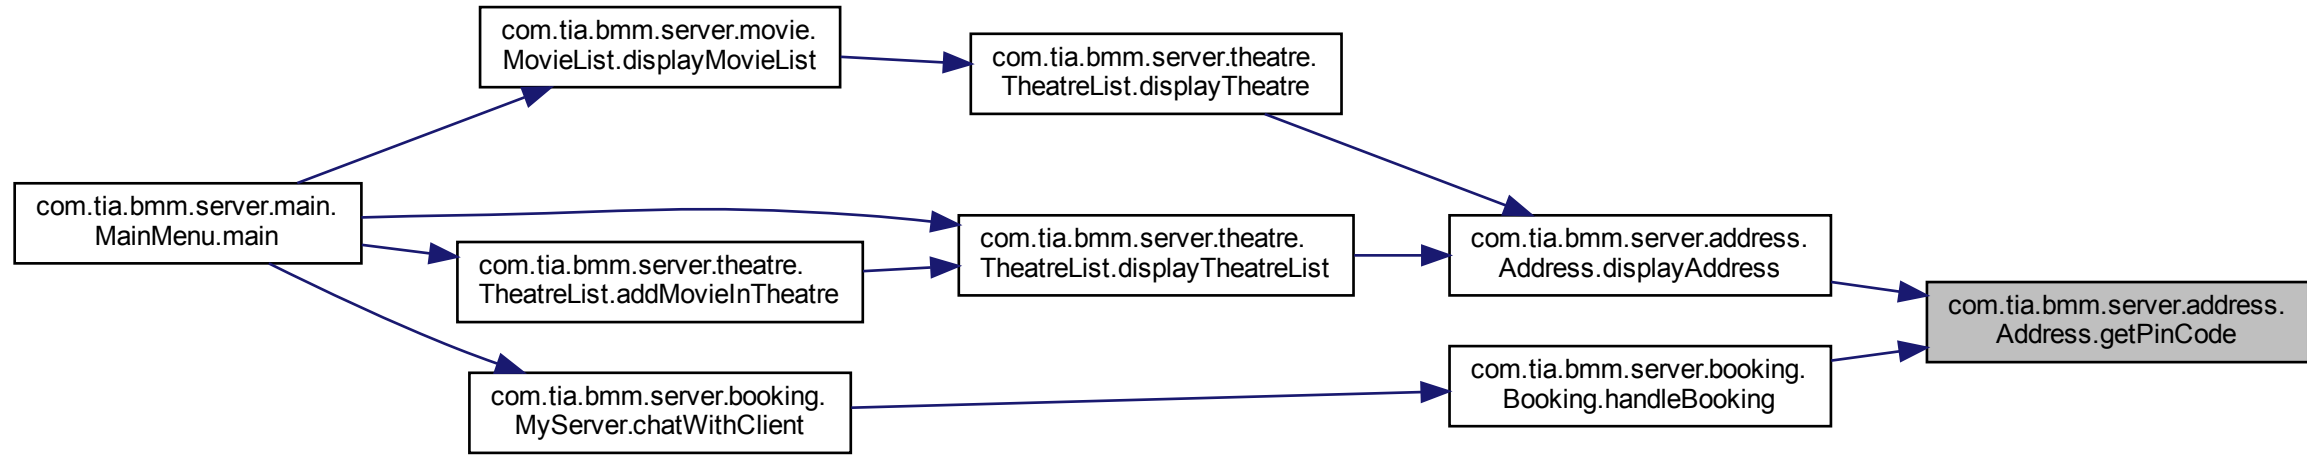 com.tia.bmm.server.movie.
MovieList.displayMovieList
com.tia.bmm.server.theatre.
TheatreList.displayTheatre
com.tia.bmm.server.main.
MainMenu.main
com.tia.bmm.server.theatre.
TheatreList.addMovieInTheatre
com.tia.bmm.server.theatre.
TheatreList.displayTheatreList
com.tia.bmm.server.address.
Address.displayAddress
com.tia.bmm.server.address.
Address.getPinCode
com.tia.bmm.server.booking.
MyServer.chatWithClient
com.tia.bmm.server.booking.
Booking.handleBooking